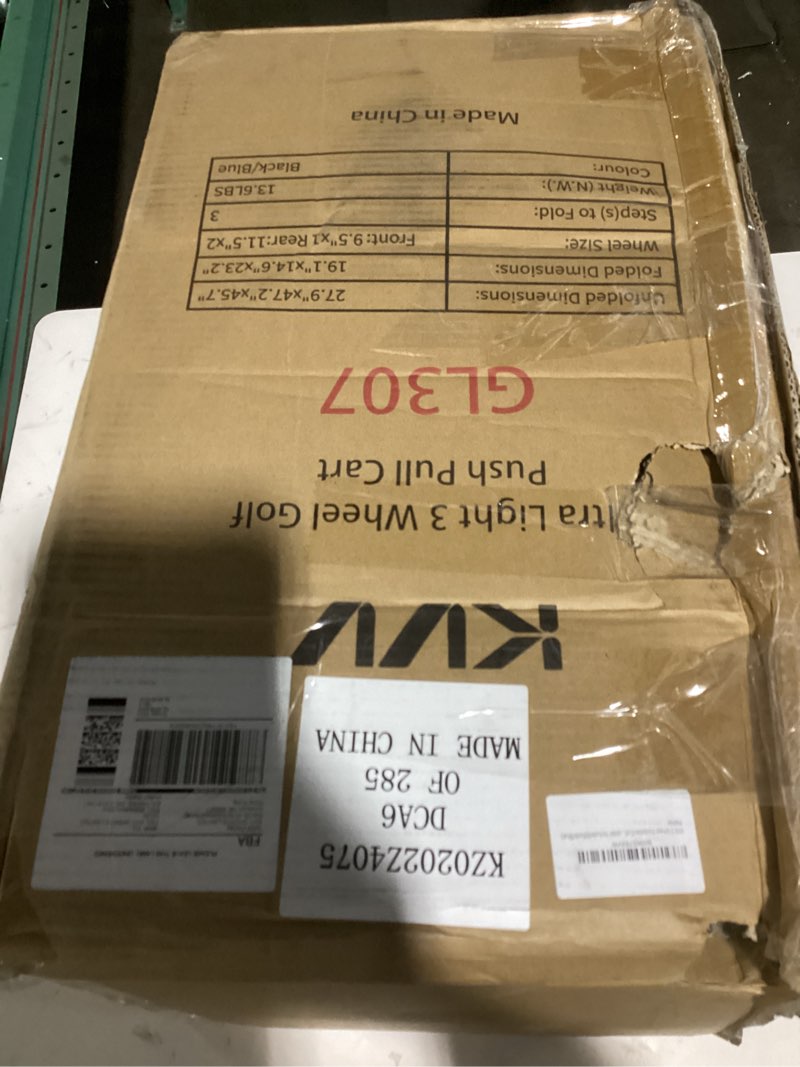 KZ0202Z4075
DCA6
OF 285
MADE IN CHINA
FBA
KVV
ltra Light 3 Wheel Golf
Push Pull Cart
GL307
Unfolded Dimensions: 27.9"x47.2"x45.7"
Folded Dimensions: 19.1"x14.6"x23.2"
Wheel Size: Front:9.5"x1 Rear:11.5"x2
Step(s) to Fold: 3
Weight (N.W.): 13.6LBS
Colour: Black/Blue
Made in China